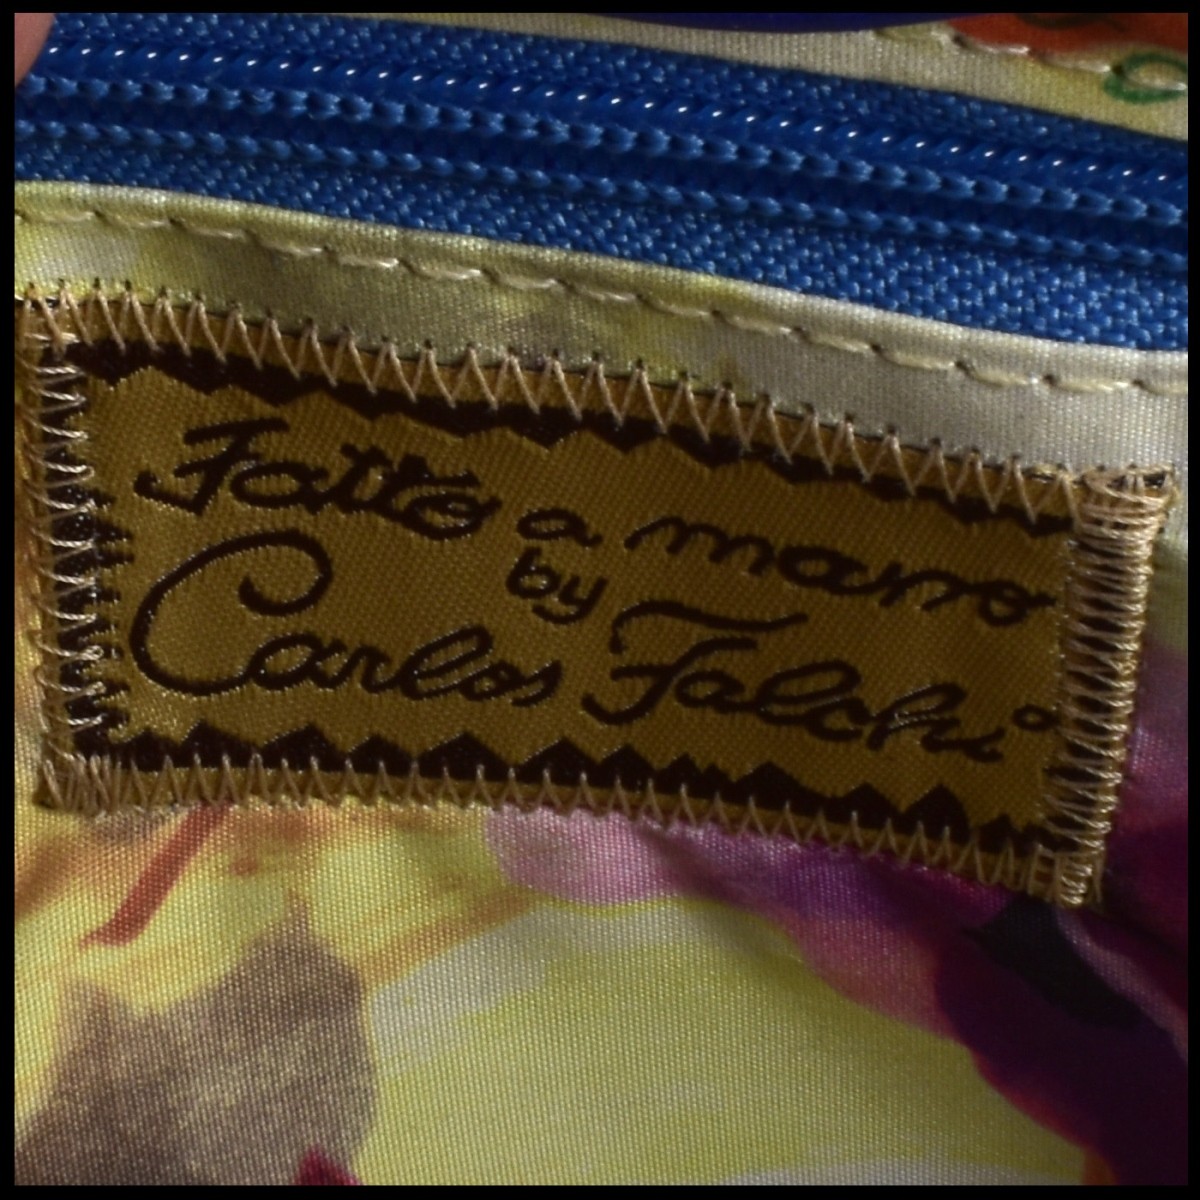 Fatto a mano
by
Carlos Falchi